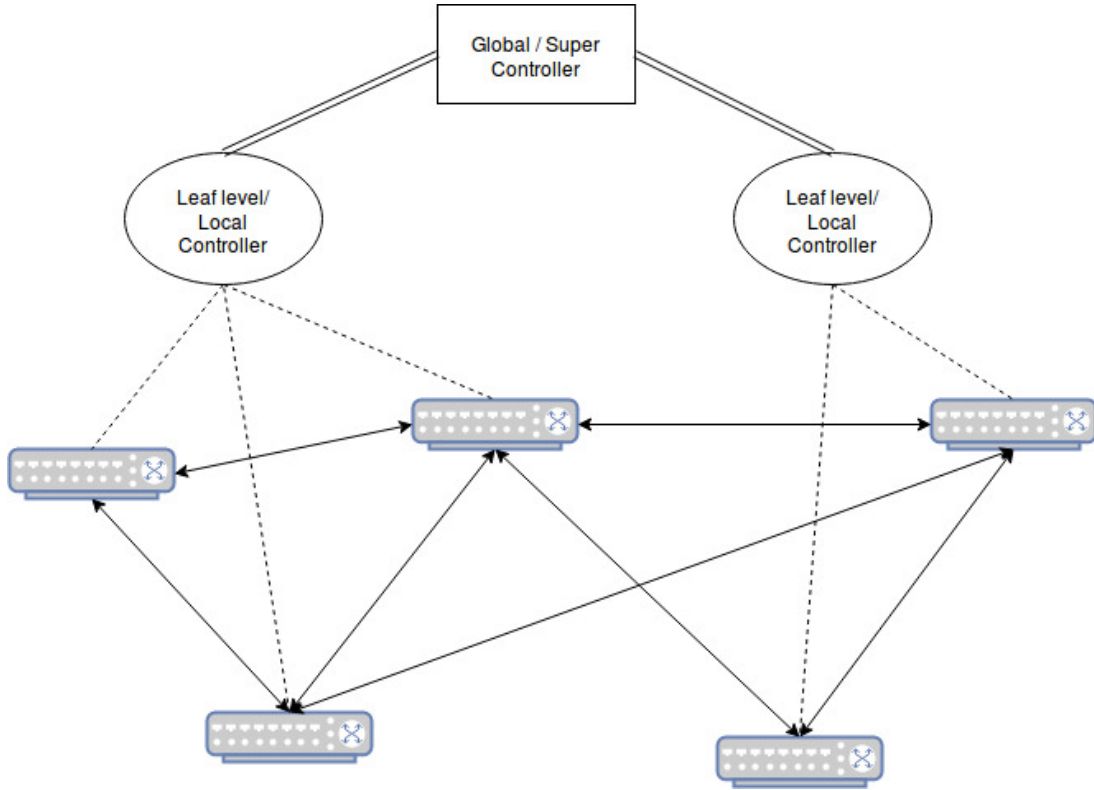 Global / Super
Controller
Leaf level/
Local
Controller
Leaf level/
Local
Controller